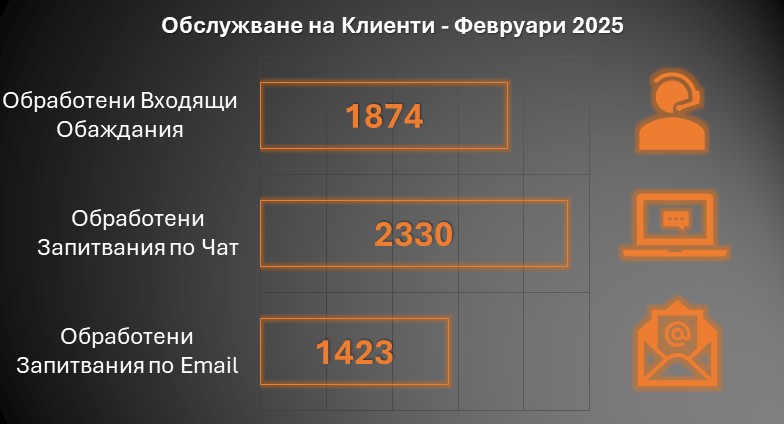 Обслужване на Клиенти - Февруари 2025
Обработени Входящи
Обаждания
1874
Обработени
Запитвания по Чат
2330
Обработени
Запитвания по Email
1423
@